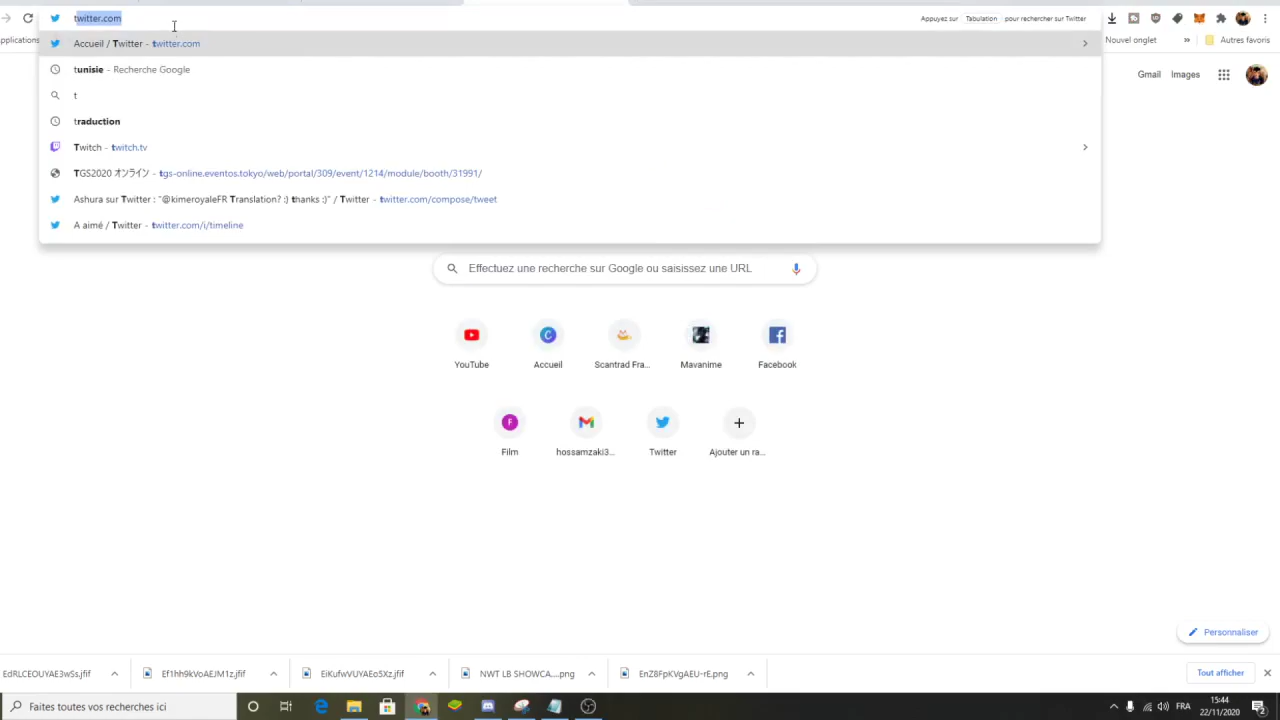 twitter.com
Appuyez sur Tabulation pour rechercher sur Twitter
Accueil / Twitter - twitter.com
pplications
Nouvel onglet
»
Autres favoris
tunisie - Recherche Google
Gmail
Images
t
traduction
Twitch - twitch.tv
TGS2020 オンライン - tgs-online.eventos.tokyo/web/portal/309/event/1214/module/booth/31991/
Ashura sur Twitter : "@kimeroyaleFR Translation? :) thanks :)" / Twitter - twitter.com/compose/tweet
A aimé / Twitter - twitter.com/i/timeline
Effectuez une recherche sur Google ou saisissez une URL
YouTube
Accueil
Scantrad Fra...
Mavanime
Facebook
F
Film
hossamzaki3...
Twitter
Ajouter un ra...
Personnaliser
EdRLCEOUYAE3wSs.jfif
Ef1hh9kVoAEJM1z.jfif
EiKufwVUYAEo5Xz.jfif
NWT LB SHOWCA....png
EnZ8FpKVgAEU-rE.png
Tout afficher
Faites toutes vos recherches ici
FRA
15:44
22/11/2020
2